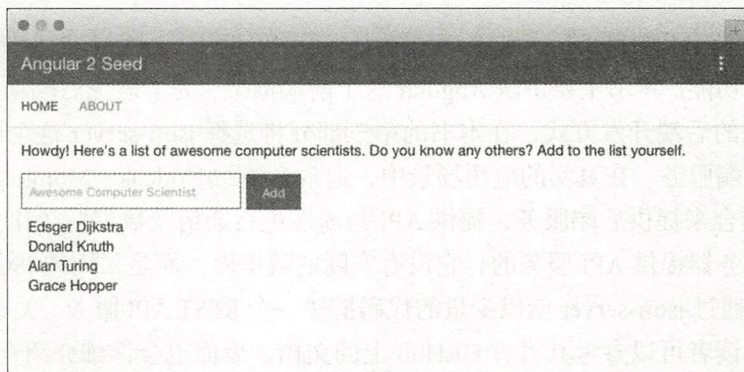 Angular 2 Seed
HOME ABOUT
Howdy! Here's a list of awesome computer scientists. Do you know any others? Add to the list yourself.
Awesome Computer Scientist Add
Edsger Dijkstra
Donald Knuth
Alan Turing
Grace Hopper